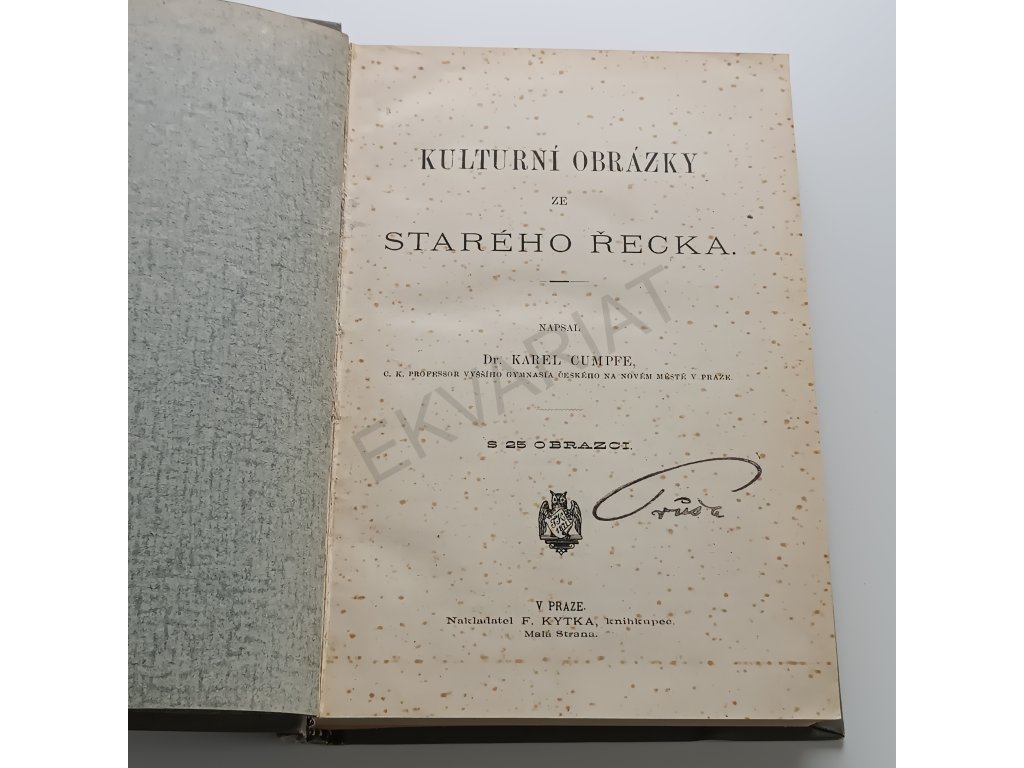 KULTURNÍ OBRÁZKY
ZE
STARÉHO ŘECKA.
NAPSAL
Dr. KAREL CUMPFE,
C. K. PROFESSOR VYŠŠÍHO GYMNASIA ČESKÉHO NA NOVÉM MĚSTĚ V PRAZE.
EKVARIAT
S 25 OBRAZCI.
V PRAZE.
Nakladatel F. KYTKA, knihkupec,
Malá Strana.